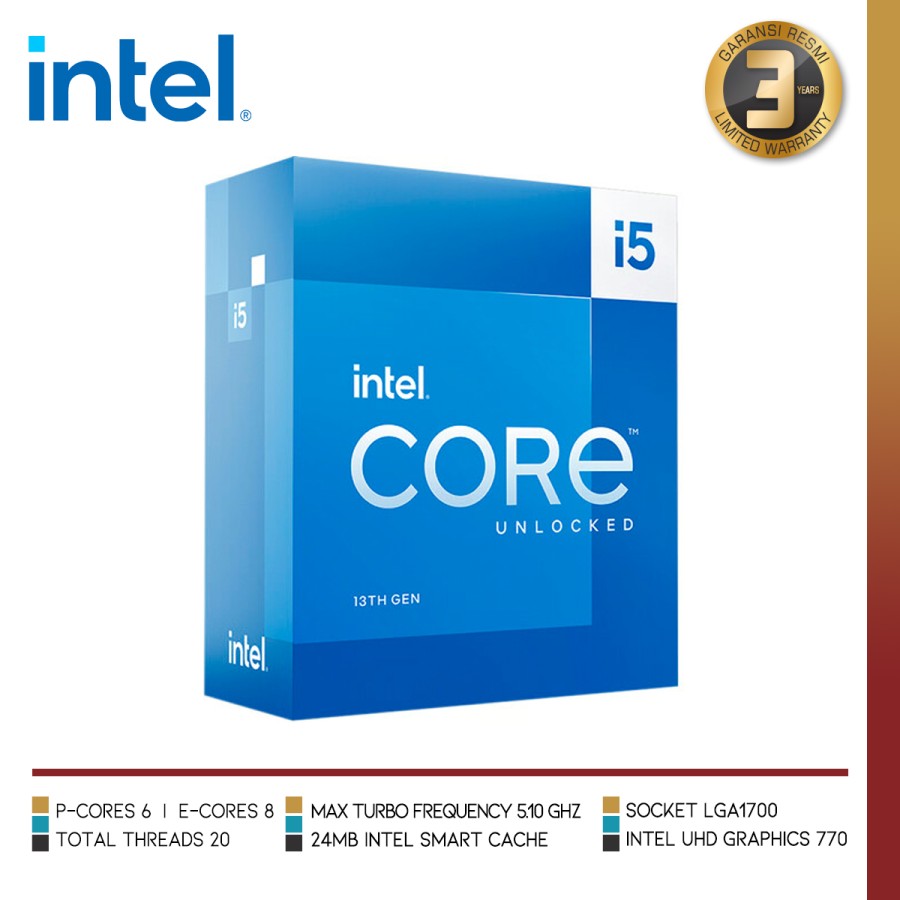 intel®
GARANSI RESMI
3 YEARS
LIMITED WARRANTY
i5
i5
intel.
CORE™
UNLOCKED
13TH GEN
intel.
P-CORES 6 | E-CORES 8
TOTAL THREADS 20
MAX TURBO FREQUENCY 5.10 GHZ
24MB INTEL SMART CACHE
SOCKET LGA1700
INTEL UHD GRAPHICS 770